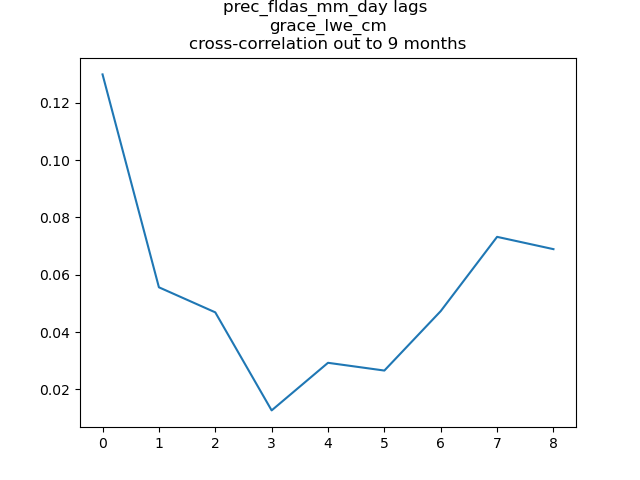 prec_fldas_mm_day lags
grace_lwe_cm
cross-correlation out to 9 months
0.12
0.10
0.08
0.06
0.04
0.02
0 1 2 3 4 5 6 7 8